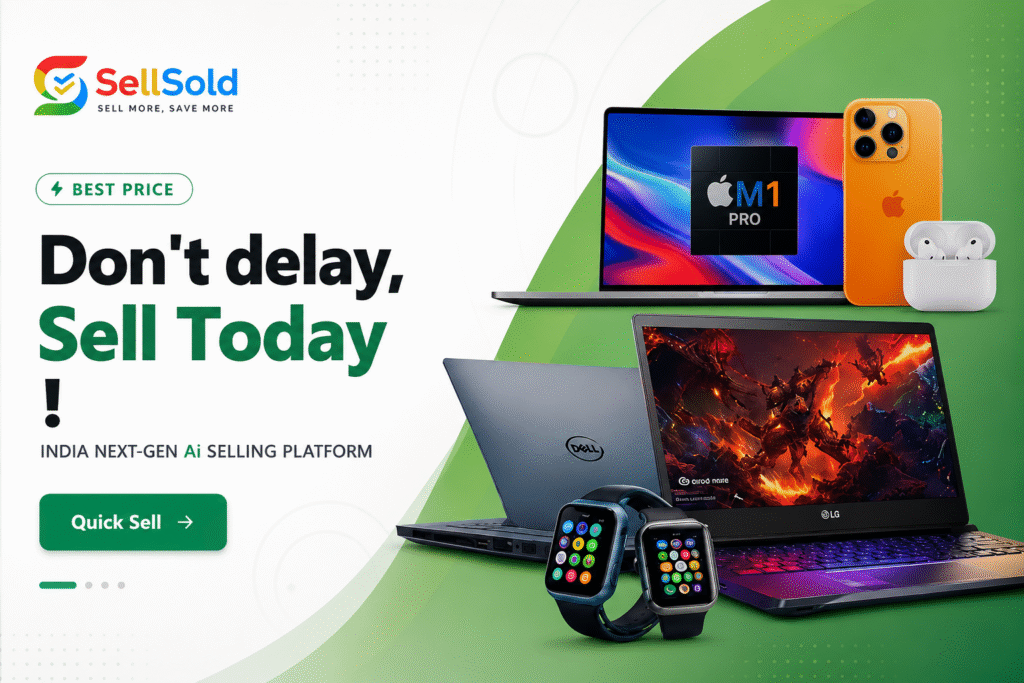 SellSold
SELL MORE, SAVE MORE
BEST PRICE
Don't delay,
Sell Today
!
INDIA NEXT-GEN Ai SELLING PLATFORM
Quick Sell →
M1
PRO
DELL
LG